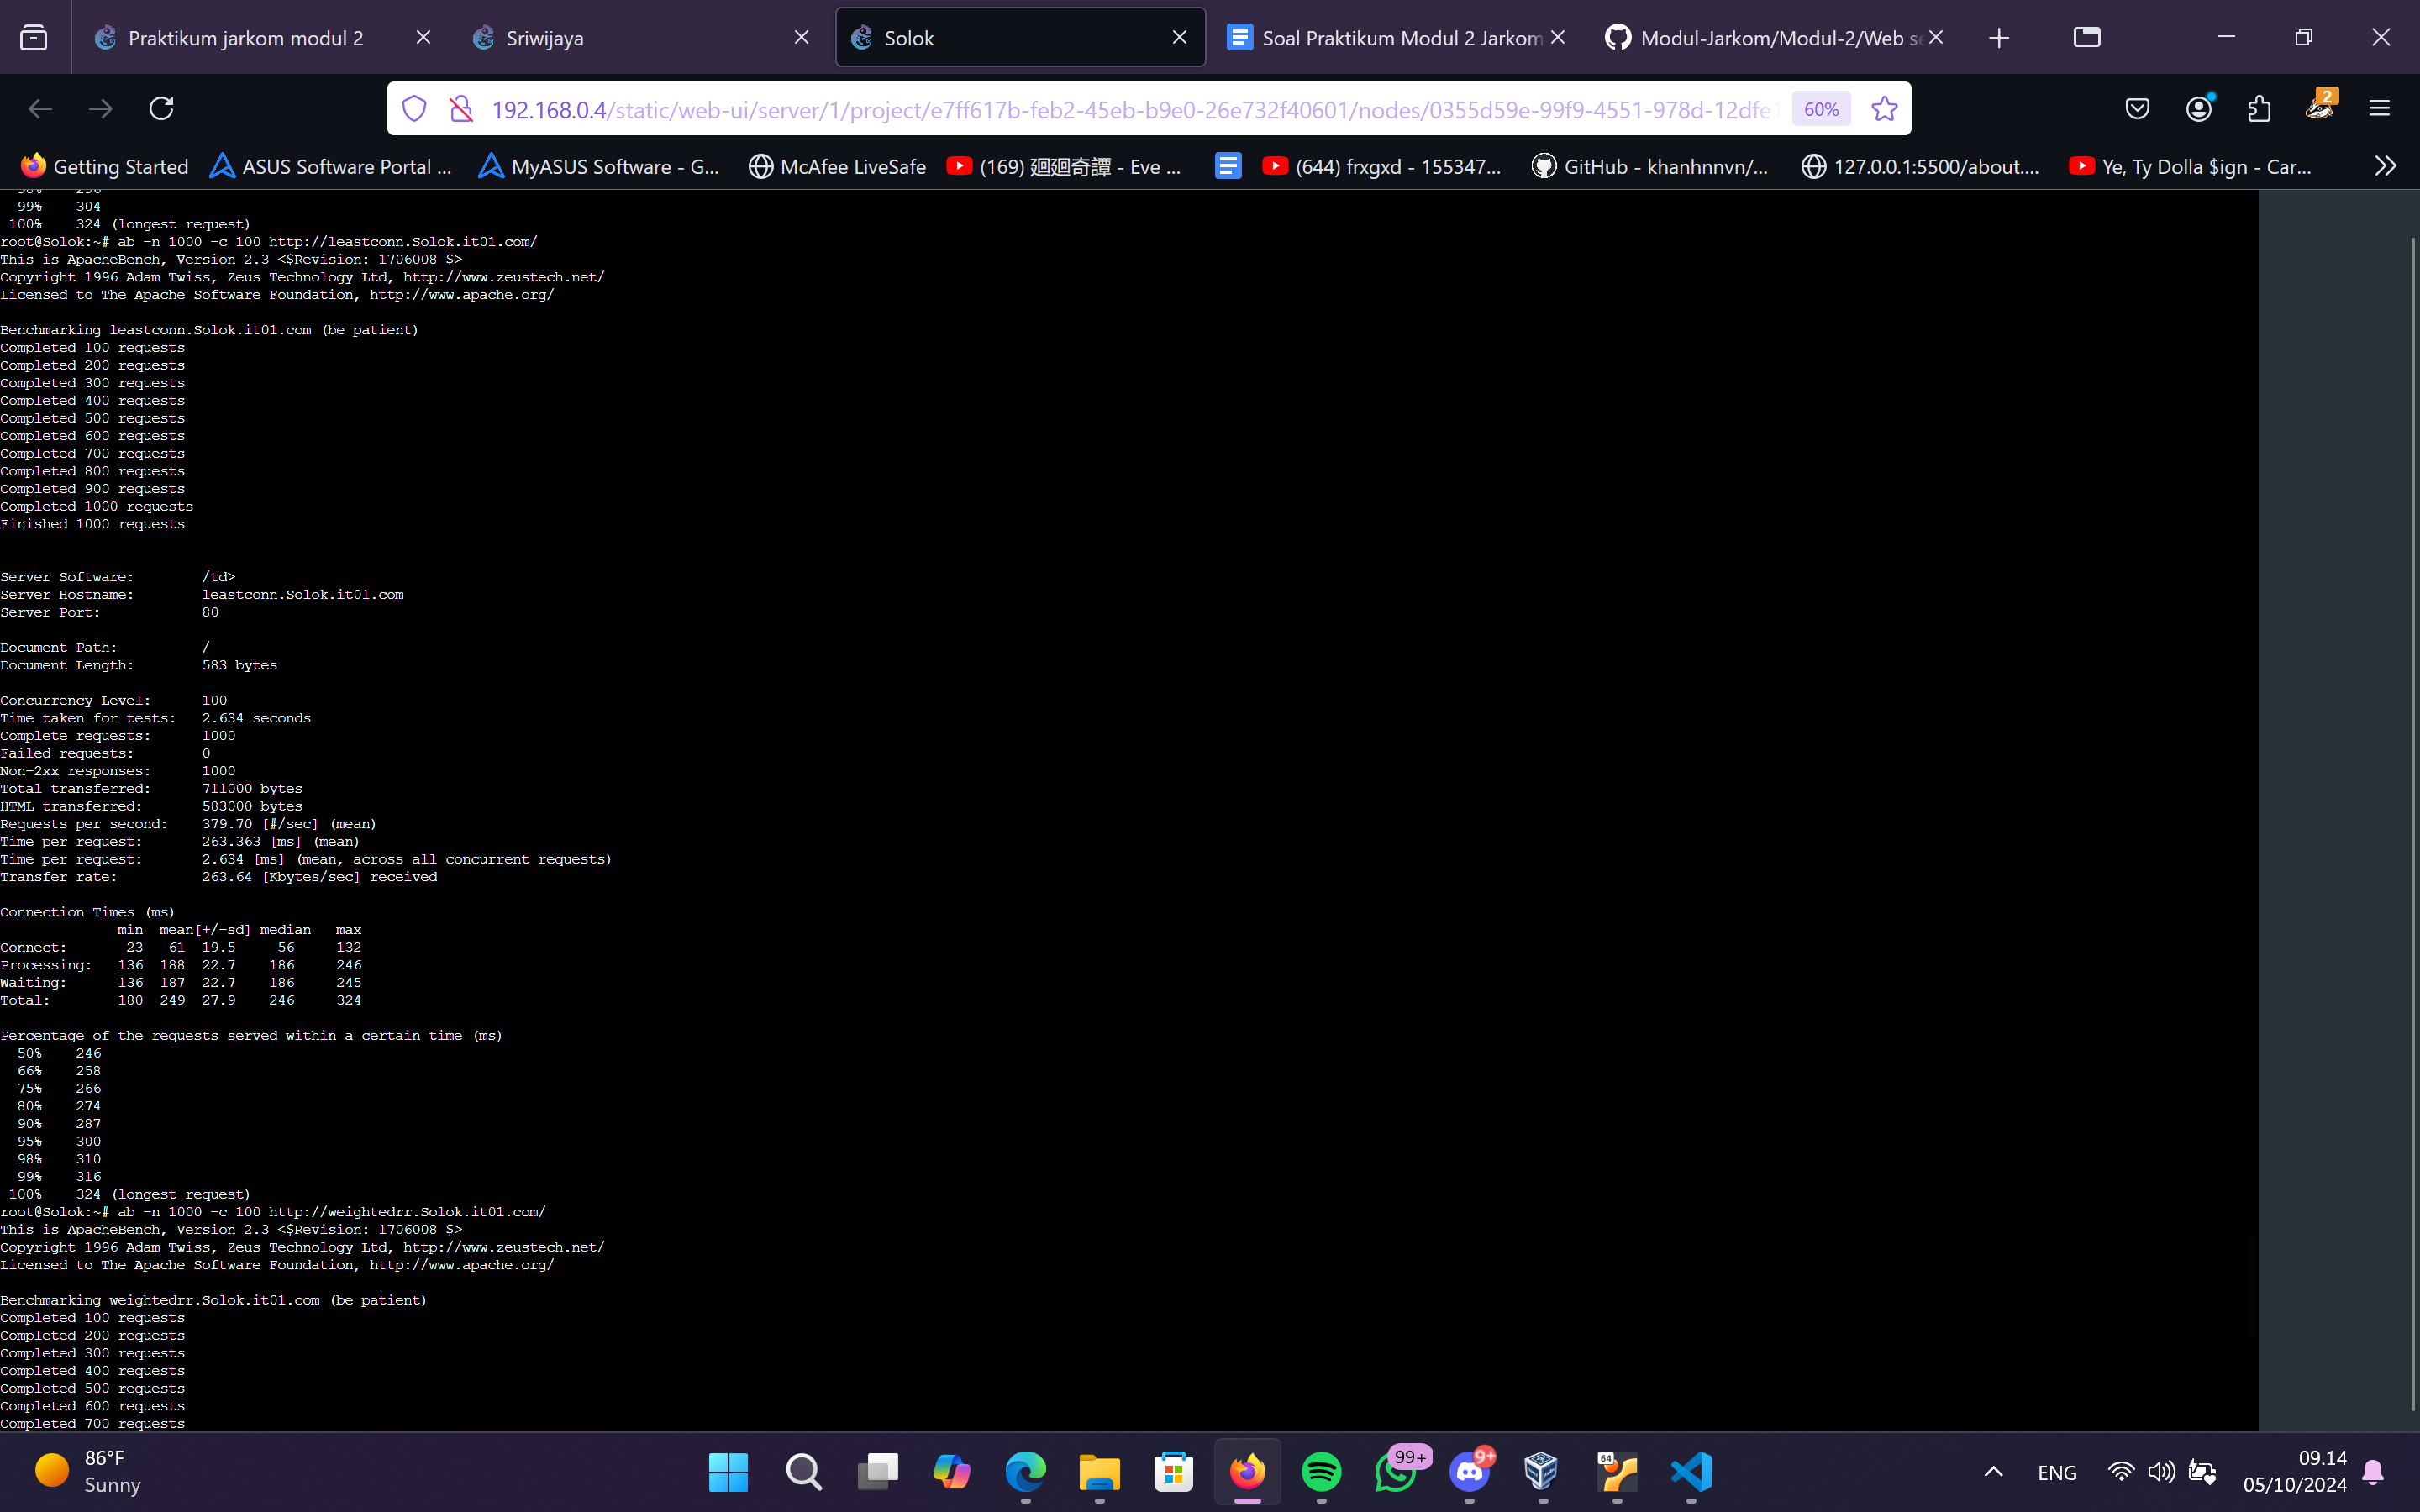 Praktikum jarkom modul 2
Sriwijaya
Solok
Soal Praktikum Modul 2 Jarkom
Modul-Jarkom/Modul-2/Web se
192.168.0.4/static/web-ui/server/1/project/e7ff617b-feb2-45eb-b9e0-26e732f40601/nodes/0355d59e-99f9-4551-978d-12dfe1
60%
2
Getting Started
ASUS Software Portal ...
MyASUS Software - G...
McAfee LiveSafe
(169) 廻廻奇譚 - Eve ...
(644) frxgxd - 155347...
GitHub - khanhnnvn/...
127.0.0.1:5500/about....
Ye, Ty Dolla $ign - Car...
99% 304
100% 324 (longest request)
root@Solok:~# ab -n 1000 -c 100 http://leastconn.Solok.it01.com/
This is ApacheBench, Version 2.3 <$Revision: 1706008 $>
Copyright 1996 Adam Twiss, Zeus Technology Ltd, http://www.zeustech.net/
Licensed to The Apache Software Foundation, http://www.apache.org/
Benchmarking leastconn.Solok.it01.com (be patient)
Completed 100 requests
Completed 200 requests
Completed 300 requests
Completed 400 requests
Completed 500 requests
Completed 600 requests
Completed 700 requests
Completed 800 requests
Completed 900 requests
Completed 1000 requests
Finished 1000 requests
Server Software: /td>
Server Hostname: leastconn.Solok.it01.com
Server Port: 80
Document Path: /
Document Length: 583 bytes
Concurrency Level: 100
Time taken for tests: 2.634 seconds
Complete requests: 1000
Failed requests: 0
Non-2xx responses: 1000
Total transferred: 711000 bytes
HTML transferred: 583000 bytes
Requests per second: 379.70 [#/sec] (mean)
Time per request: 263.363 [ms] (mean)
Time per request: 2.634 [ms] (mean, across all concurrent requests)
Transfer rate: 263.64 [Kbytes/sec] received
Connection Times (ms)
min mean[+/-sd] median max
Connect: 23 61 19.5 56 132
Processing: 136 188 22.7 186 246
Waiting: 136 187 22.7 186 245
Total: 180 249 27.9 246 324
Percentage of the requests served within a certain time (ms)
50% 246
66% 258
75% 266
80% 274
90% 287
95% 300
98% 310
99% 316
100% 324 (longest request)
root@Solok:~# ab -n 1000 -c 100 http://weightedrr.Solok.it01.com/
This is ApacheBench, Version 2.3 <$Revision: 1706008 $>
Copyright 1996 Adam Twiss, Zeus Technology Ltd, http://www.zeustech.net/
Licensed to The Apache Software Foundation, http://www.apache.org/
Benchmarking weightedrr.Solok.it01.com (be patient)
Completed 100 requests
Completed 200 requests
Completed 300 requests
Completed 400 requests
Completed 500 requests
Completed 600 requests
Completed 700 requests
86°F
Sunny
99+
9+
64
ENG
09.14
05/10/2024